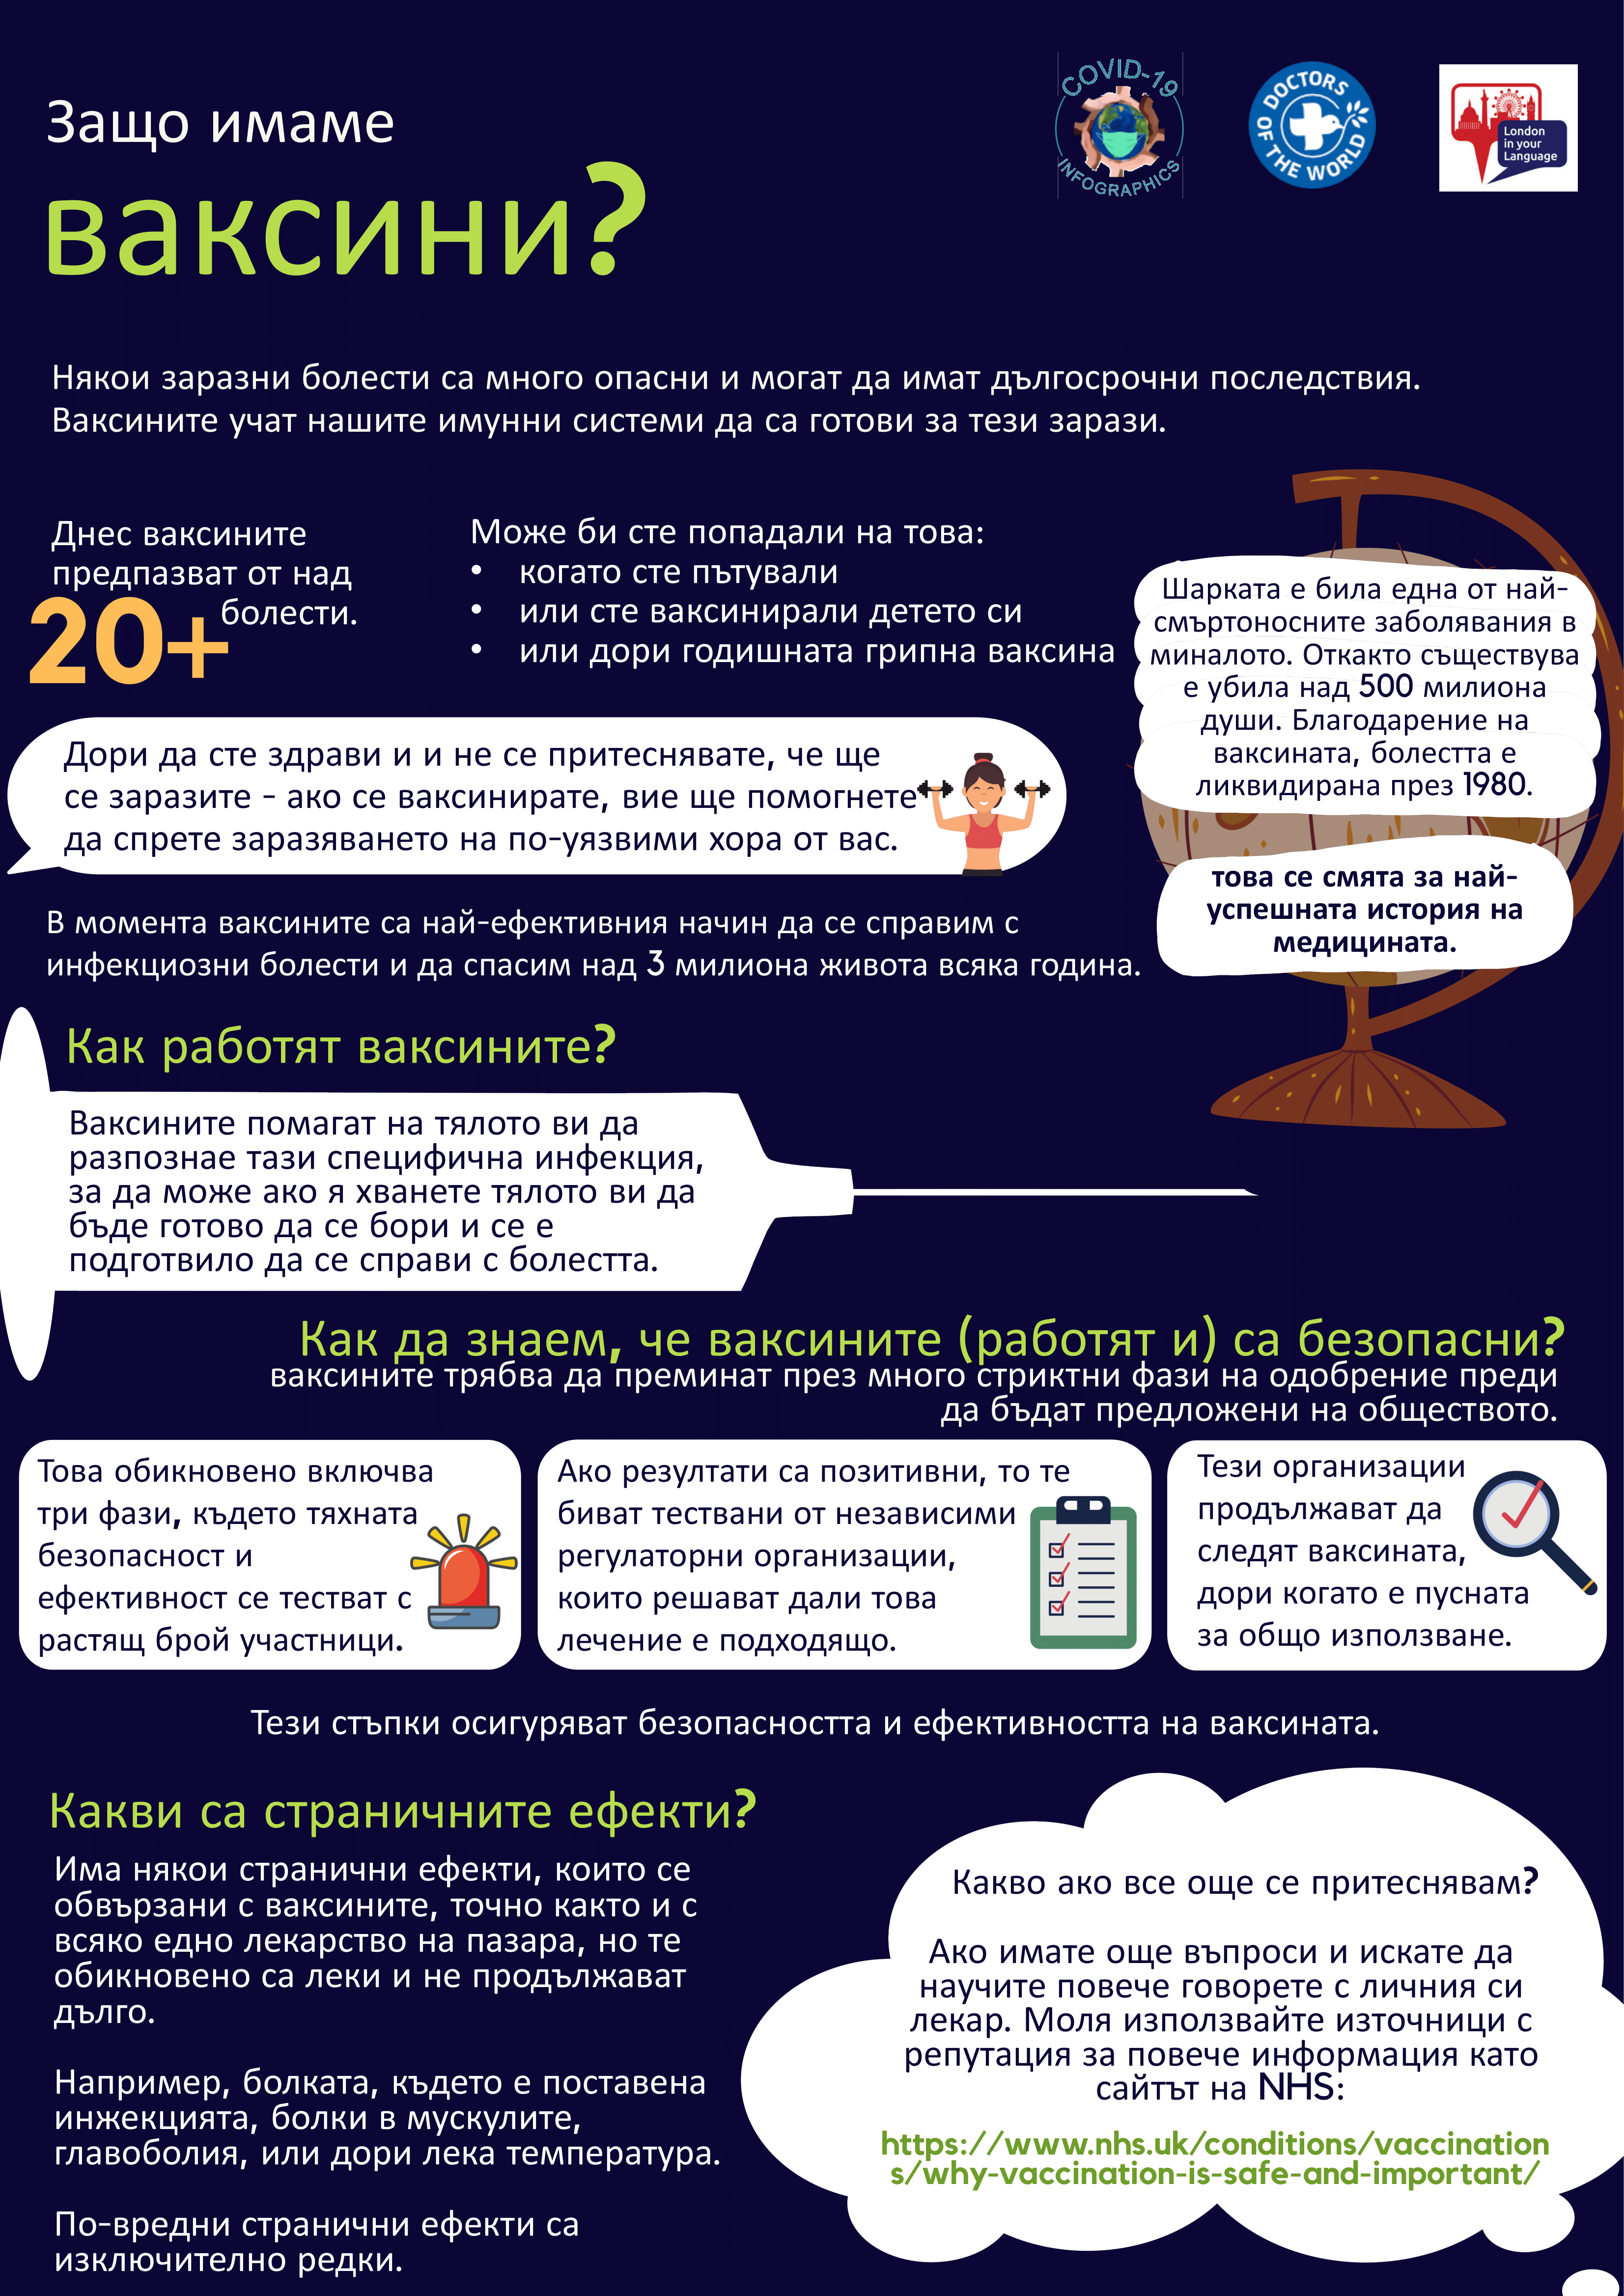 COVID-19
INFOGRAPHICS
DOCTORS
OF THE WORLD
London
in your
Language
Защо имаме
ваксини?
Някои заразни болести са много опасни и могат да имат дългосрочни последствия.
Ваксините учат нашите имунни системи да са готови за тези зарази.
Днес ваксините
предпазват от над
20+ болести.
Може би сте попадали на това:
• когато сте пътували
• или сте ваксинирали детето си
• или дори годишната грипна ваксина
Шарката е била една от най-
смъртоносните заболявания в
миналото. Откакто съществува
е убила над 500 милиона
души. Благодарение на
ваксината, болестта е
ликвидирана през 1980.
това се смята за най-
успешната история на
медицината.
Дори да сте здрави и и не се притеснявате, че ще
се заразите - ако се ваксинирате, вие ще помогнете
да спрете заразяването на по-уязвими хора от вас.
В момента ваксините са най-ефективния начин да се справим с
инфекциозни болести и да спасим над 3 милиона живота всяка година.
Как работят ваксините?
Ваксините помагат на тялото ви да
разпознае тази специфична инфекция,
за да може ако я хванете тялото ви да
бъде готово да се бори и се е
подготвило да се справи с болестта.
Как да знаем, че ваксините (работят и) са безопасни?
ваксините трябва да преминат през много стриктни фази на одобрение преди
да бъдат предложени на обществото.
Това обикновено включва
три фази, където тяхната
безопасност и
ефективност се тестват с
растящ брой участници.
Ако резултати са позитивни, то те
биват тествани от независими
регулаторни организации,
които решават дали това
лечение е подходящо.
Тези организации
продължават да
следят ваксината,
дори когато е пусната
за общо използване.
Тези стъпки осигуряват безопасността и ефективността на ваксината.
Какви са страничните ефекти?
Има някои странични ефекти, които се
обвързани с ваксините, точно както и с
всяко едно лекарство на пазара, но те
обикновено са леки и не продължават
дълго.
Например, болката, където е поставена
инжекцията, болки в мускулите,
главоболия, или дори лека температура.
По-вредни странични ефекти са
изключително редки.
Какво ако все още се притеснявам?
Ако имате още въпроси и искате да
научите повече говорете с личния си
лекар. Моля използвайте източници с
репутация за повече информация като
сайтът на NHS:
https://www.nhs.uk/conditions/vaccination
s/why-vaccination-is-safe-and-important/